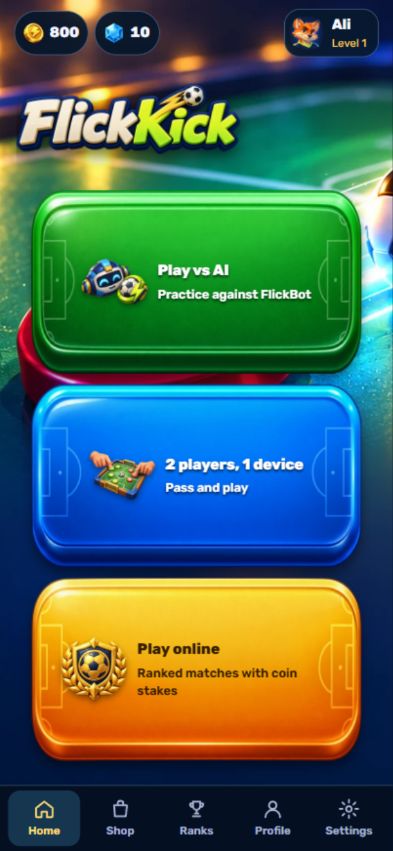 800
10
Ali
Level 1
FlickKick
Play vs AI
Practice against FlickBot
2 players, 1 device
Pass and play
Play online
Ranked matches with coin
stakes
Home
Shop
Ranks
Profile
Settings